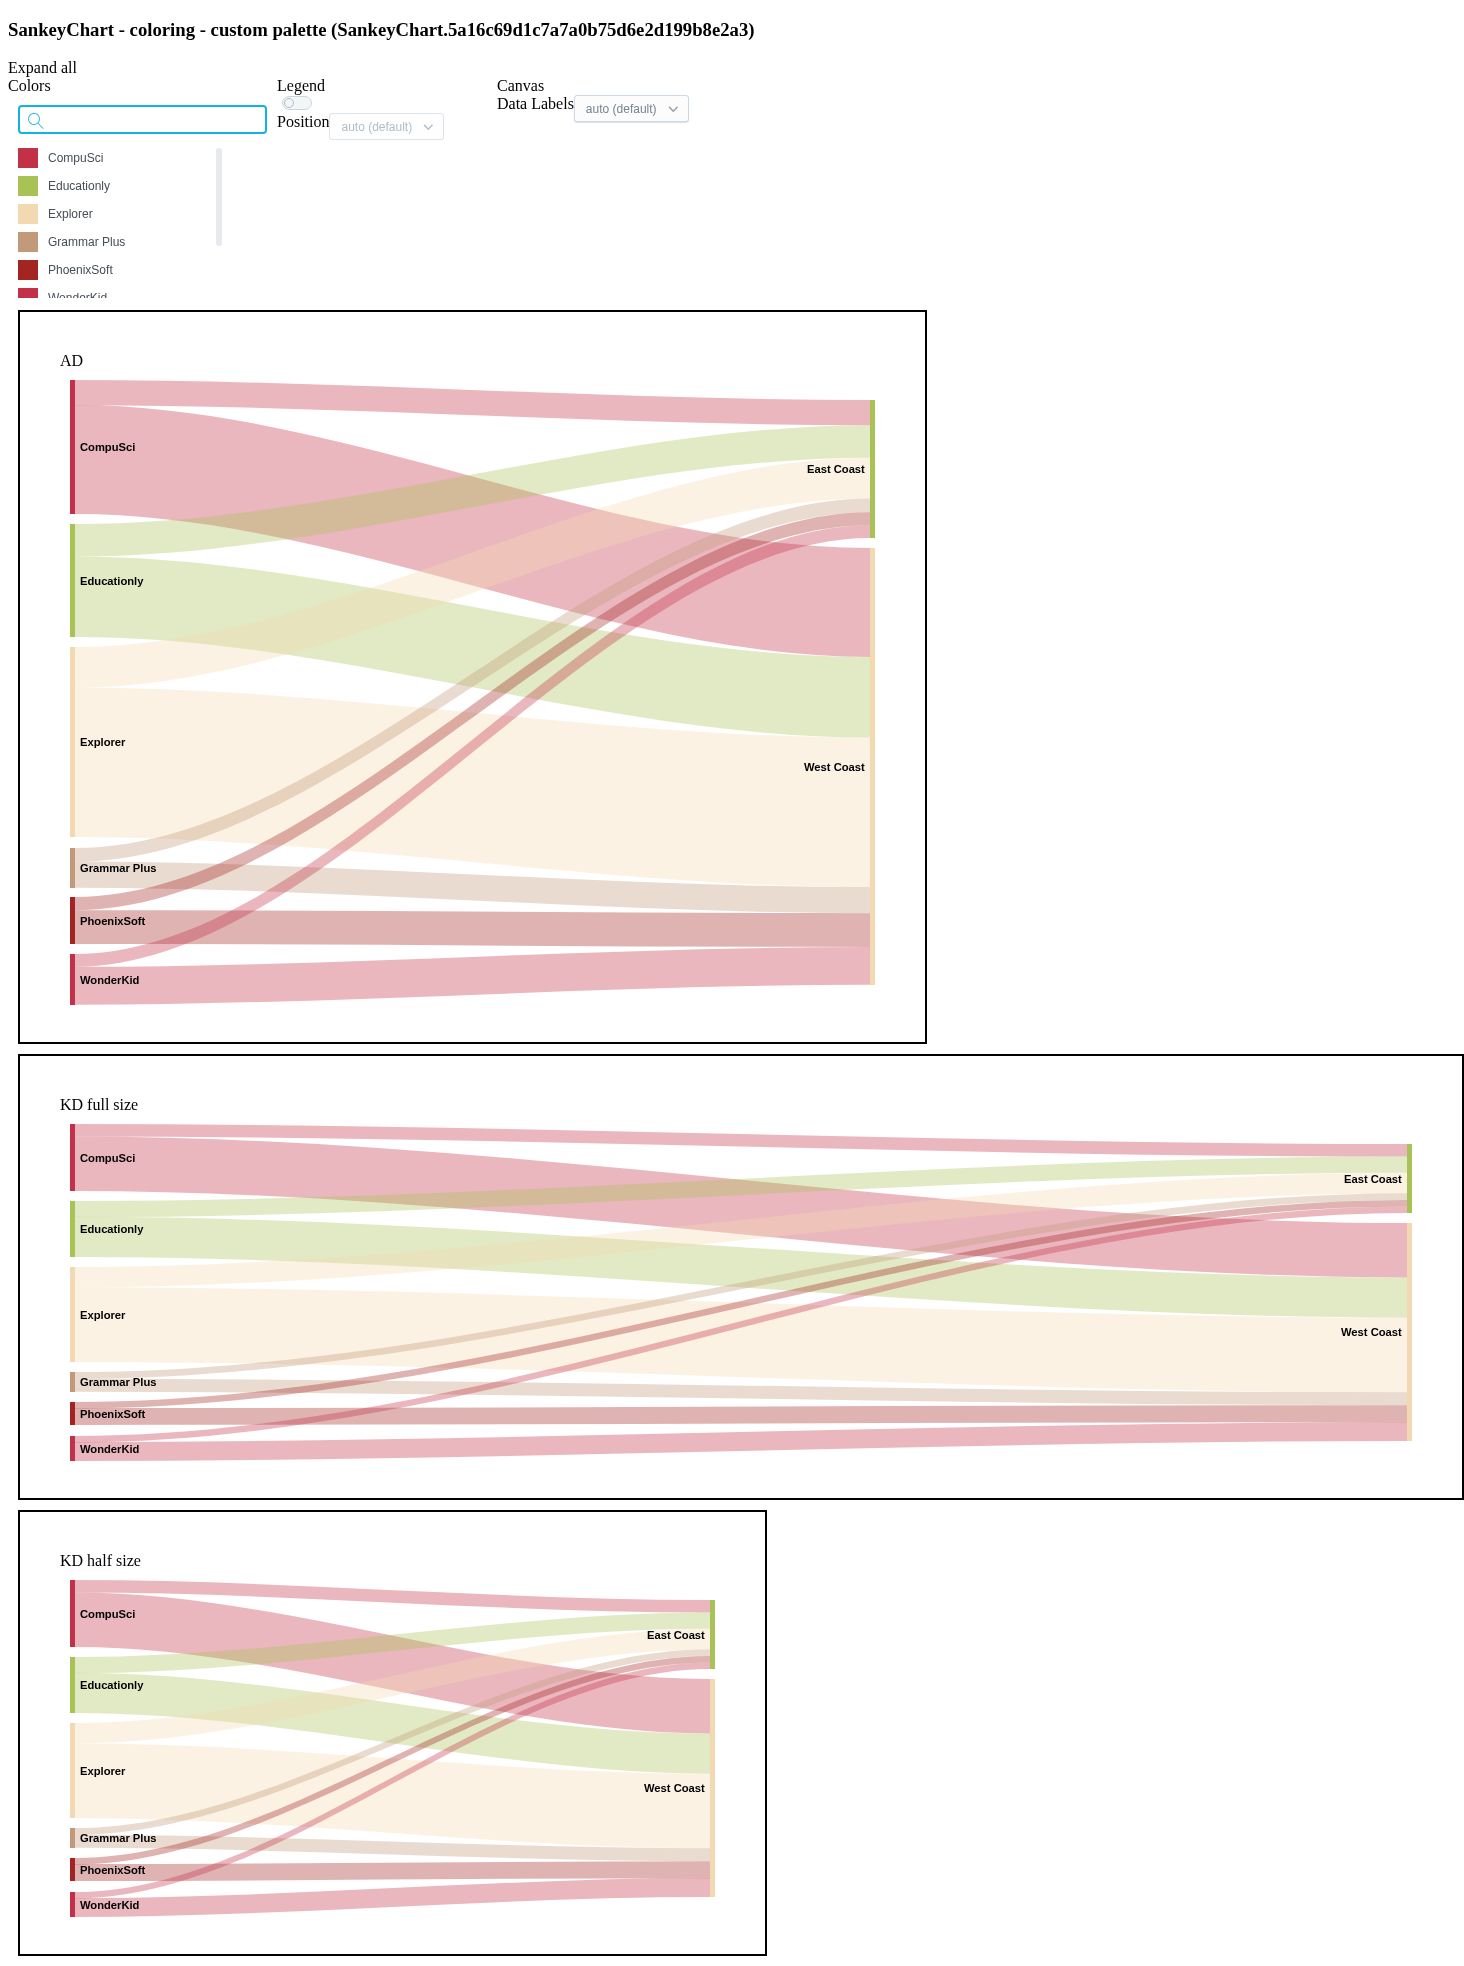 SankeyChart - coloring - custom palette (SankeyChart.5a16c69d1c7a7a0b75d6e2d199b8e2a3)
Expand all
Colors
CompuSci
Educationly
Explorer
Grammar Plus
PhoenixSoft
WonderKid
Legend
Position auto (default)
Canvas
Data Labels auto (default)
AD
CompuSci
Educationly
Explorer
Grammar Plus
PhoenixSoft
WonderKid
East Coast
West Coast
KD full size
CompuSci
Educationly
Explorer
Grammar Plus
PhoenixSoft
WonderKid
East Coast
West Coast
KD half size
CompuSci
Educationly
Explorer
Grammar Plus
PhoenixSoft
WonderKid
East Coast
West Coast